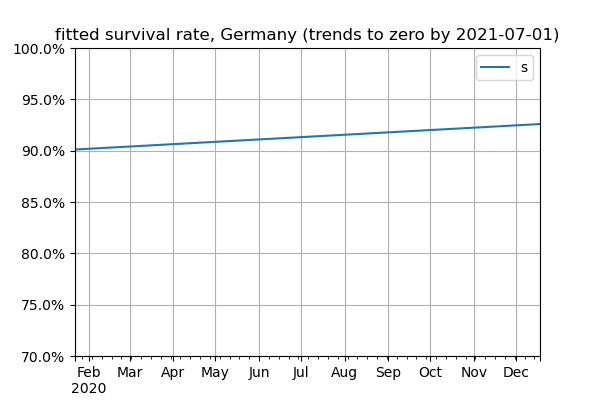 fitted survival rate, Germany (trends to zero by 2021-07-01)
100.0%
s
95.0%
90.0%
85.0%
80.0%
75.0%
70.0%
Feb Mar Apr May Jun Jul Aug Sep Oct Nov Dec
2020